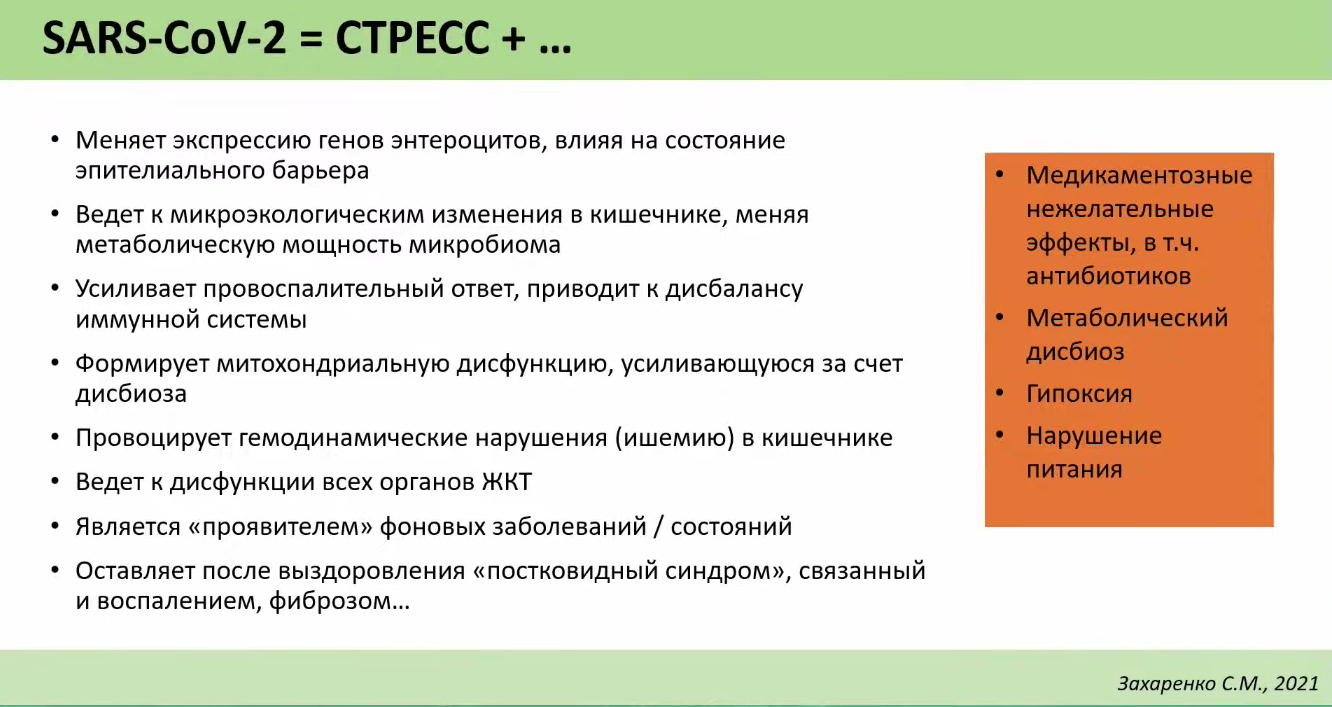 SARS-CoV-2 = СТРЕСС + ...
• Меняет экспрессию генов энтероцитов, влияя на состояние
эпителиального барьера
• Ведет к микроэкологическим изменения в кишечнике, меняя
метаболическую мощность микробиома
• Усиливает провоспалительный ответ, приводит к дисбалансу
иммунной системы
• Формирует митохондриальную дисфункцию, усиливающуюся за счет
дисбиоза
• Провоцирует гемодинамические нарушения (ишемию) в кишечнике
• Ведет к дисфункции всех органов ЖКТ
• Является «проявителем» фоновых заболеваний / состояний
• Оставляет после выздоровления «постковидный синдром», связанный
и воспалением, фиброзом...
• Медикаментозные
нежелательные
эффекты, в т.ч.
антибиотиков
• Метаболический
дисбиоз
• Гипоксия
• Нарушение
питания
Захаренко С.М., 2021